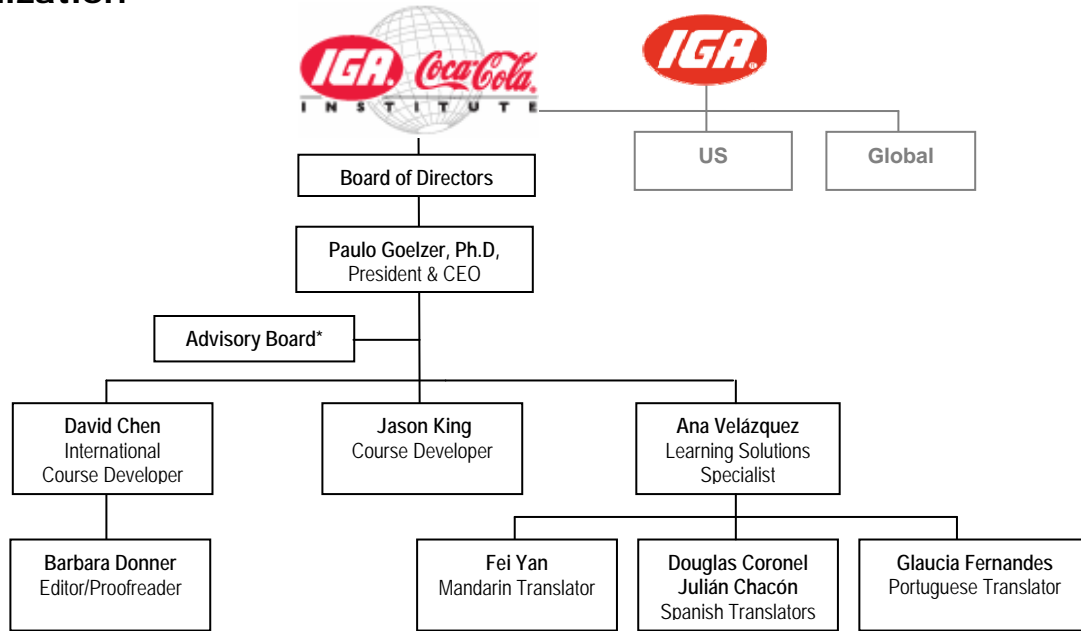 IGA. Coca-Cola.
INSTITUTE
IGA.
US
Global
Board of Directors
Paulo Goelzer, Ph.D,
President & CEO
Advisory Board*
David Chen
International
Course Developer
Jason King
Course Developer
Ana Velázquez
Learning Solutions
Specialist
Barbara Donner
Editor/Proofreader
Fei Yan
Mandarin Translator
Douglas Coronel
Julián Chacón
Spanish Translators
Glaucia Fernandes
Portuguese Translator